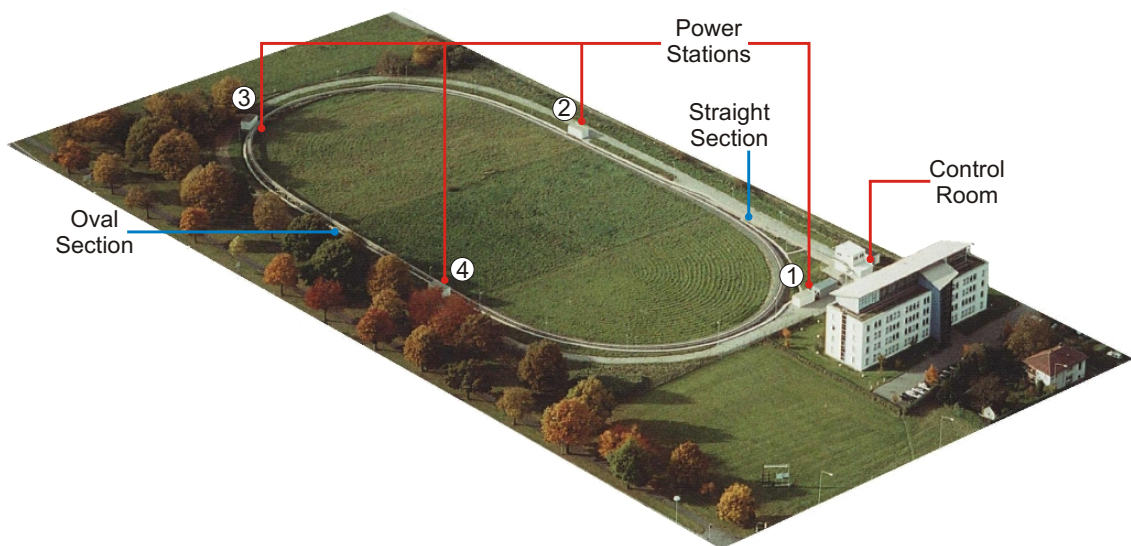 Power
Stations
3
2
Straight
Section
Control
Room
Oval
Section
4
1